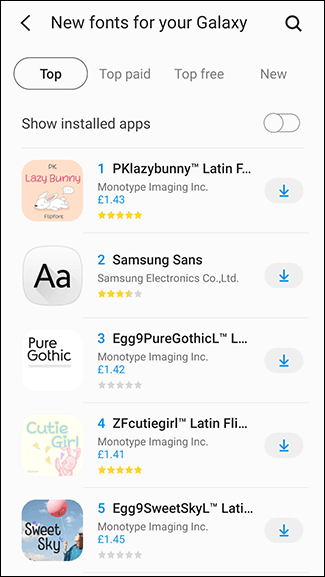 New fonts for your Galaxy
Top
Top paid
Top free
New
Show installed apps
PK
Lazy Bunny
Flipfont
1 PKlazybunny™ Latin F...
Monotype Imaging Inc.
£1.43
Aa
2 Samsung Sans
Samsung Electronics Co.,Ltd.
Pure
Gothic
3 Egg9PureGothicL™ L...
Monotype Imaging Inc.
£1.42
Cutie
Girl
4 ZFcutiegirl™ Latin Fli...
Monotype Imaging Inc.
£1.41
Sweet
Sky
5 Egg9SweetSkyL™ Lati...
Monotype Imaging Inc.
£1.45